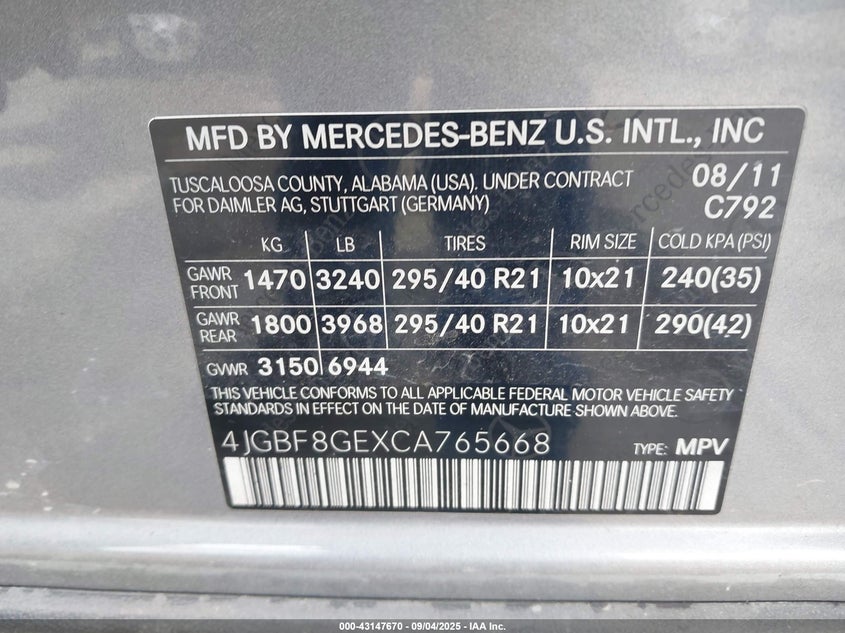 MFD BY MERCEDES-BENZ U.S. INTL., INC
TUSCALOOSA COUNTY, ALABAMA (USA). UNDER CONTRACT 08/11
FOR DAIMLER AG, STUTTGART (GERMANY) C792
KG LB TIRES RIM SIZE COLD KPA (PSI)
GAWR FRONT 1470 3240 295/40 R21 10x21 240(35)
GAWR REAR 1800 3968 295/40 R21 10x21 290(42)
GVWR 3150 6944
THIS VEHICLE CONFORMS TO ALL APPLICABLE FEDERAL MOTOR VEHICLE SAFETY
STANDARDS IN EFFECT ON THE DATE OF MANUFACTURE SHOWN ABOVE.
4JGBF8GEXCA765668 TYPE: MPV
000-43147670 - 09/04/2025 - IAA Inc.